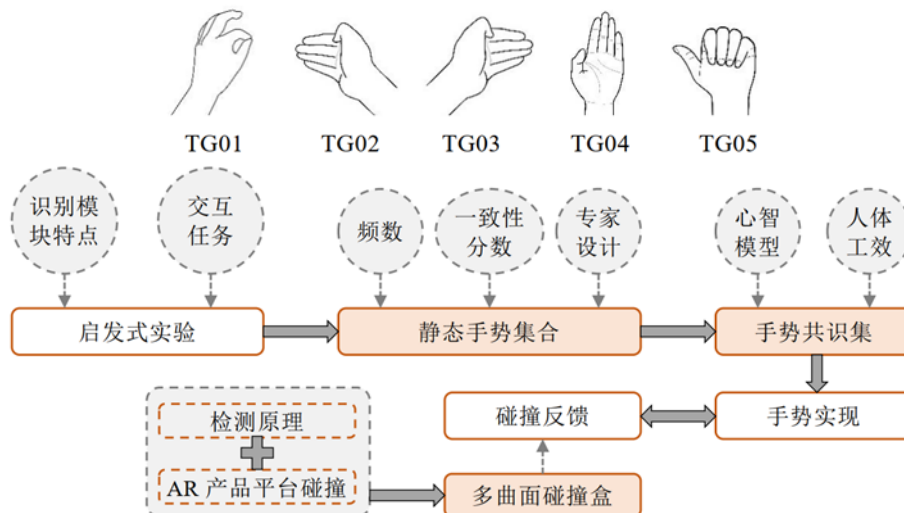 TG01
TG02
TG03
TG04
TG05
识别模
块特点
交互
任务
频数
一致性
分数
专家
设计
心智
模型
人体
工效
启发式实验
静态手势集合
手势共识集
检测原理
碰撞反馈
手势实现
AR 产品平台碰撞
多曲面碰撞盒